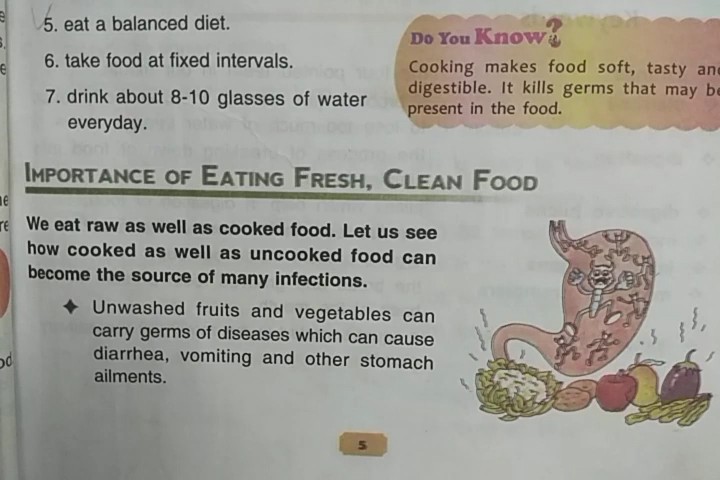 5. eat a balanced diet.
6. take food at fixed intervals.
7. drink about 8-10 glasses of water
everyday.
Do You Know?
Cooking makes food soft, tasty and
digestible. It kills germs that may be
present in the food.
IMPORTANCE OF EATING FRESH, CLEAN FOOD
We eat raw as well as cooked food. Let us see
how cooked as well as uncooked food can
become the source of many infections.
Unwashed fruits and vegetables can
carry germs of diseases which can cause
diarrhea, vomiting and other stomach
ailments.
5